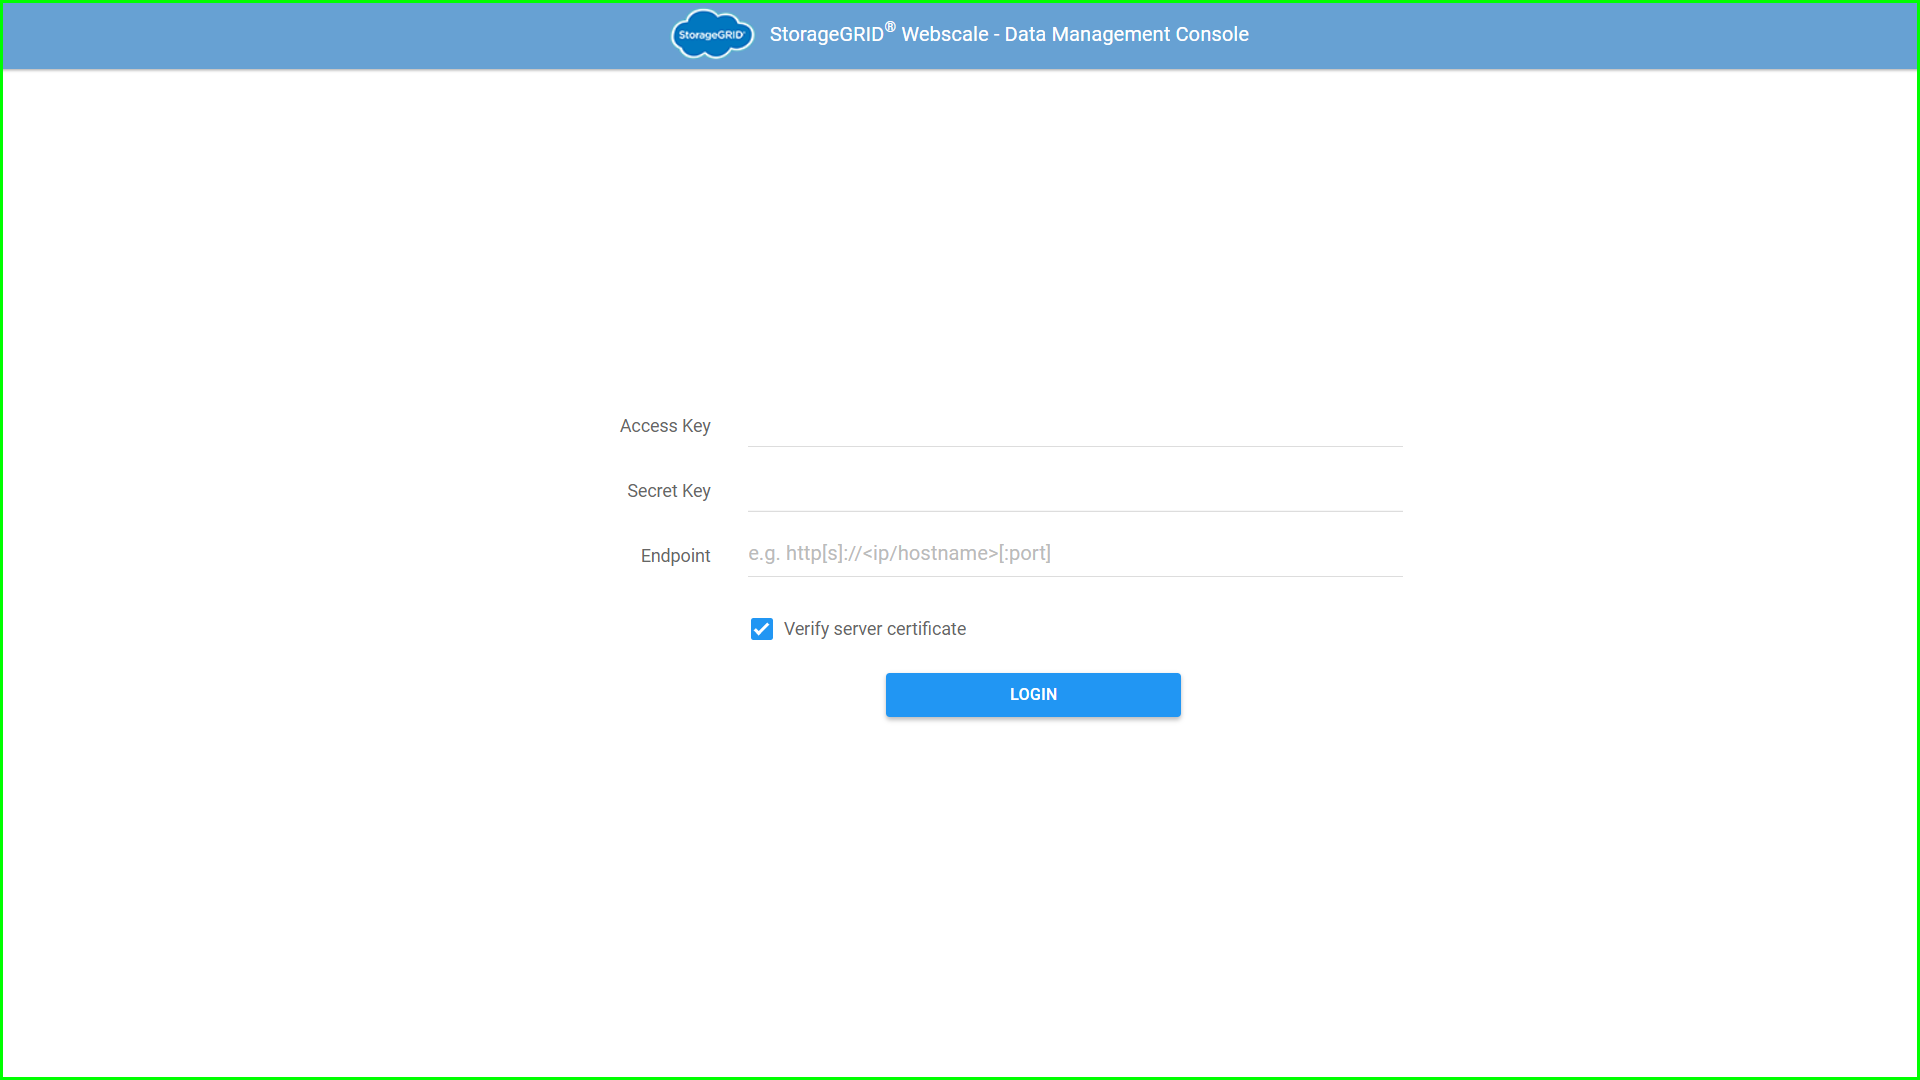 StorageGRID®
StorageGRID® Webscale - Data Management Console
Access Key
Secret Key
Endpoint
e.g. http[s]://<ip/hostname>[:port]
Verify server certificate
LOGIN